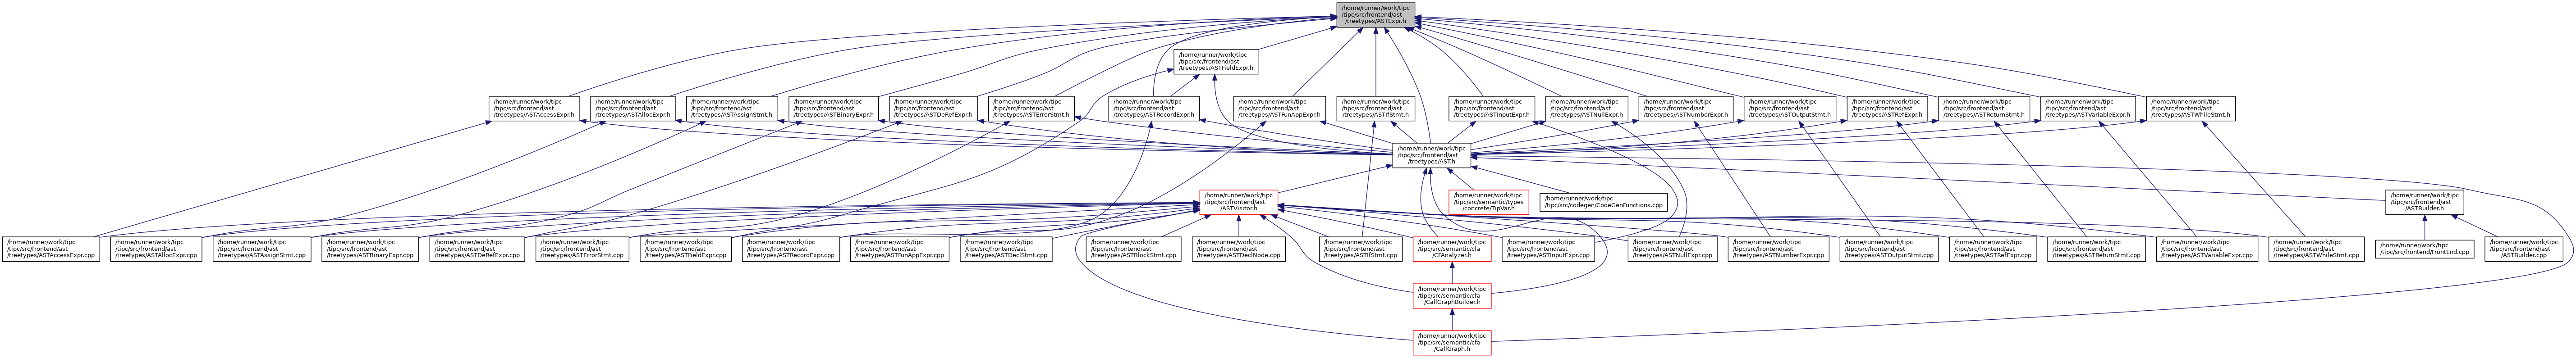 /home/runner/work/tipc
/tipc/src/frontend/ast
/treetypes/ASTExpr.h
/home/runner/work/tipc
/tipc/src/frontend/ast
/treetypes/ASTFieldExpr.h
/home/runner/work/tipc
/tipc/src/frontend/ast
/treetypes/ASTAccessExpr.h
/home/runner/work/tipc
/tipc/src/frontend/ast
/treetypes/ASTAllocExpr.h
/home/runner/work/tipc
/tipc/src/frontend/ast
/treetypes/ASTAssignStmt.h
/home/runner/work/tipc
/tipc/src/frontend/ast
/treetypes/ASTBinaryExpr.h
/home/runner/work/tipc
/tipc/src/frontend/ast
/treetypes/ASTDeRefExpr.h
/home/runner/work/tipc
/tipc/src/frontend/ast
/treetypes/ASTErrorStmt.h
/home/runner/work/tipc
/tipc/src/frontend/ast
/treetypes/ASTRecordExpr.h
/home/runner/work/tipc
/tipc/src/frontend/ast
/treetypes/ASTFunAppExpr.h
/home/runner/work/tipc
/tipc/src/frontend/ast
/treetypes/ASTIfStmt.h
/home/runner/work/tipc
/tipc/src/frontend/ast
/treetypes/ASTInputExpr.h
/home/runner/work/tipc
/tipc/src/frontend/ast
/treetypes/ASTNullExpr.h
/home/runner/work/tipc
/tipc/src/frontend/ast
/treetypes/ASTNumberExpr.h
/home/runner/work/tipc
/tipc/src/frontend/ast
/treetypes/ASTOutputStmt.h
/home/runner/work/tipc
/tipc/src/frontend/ast
/treetypes/ASTRefExpr.h
/home/runner/work/tipc
/tipc/src/frontend/ast
/treetypes/ASTReturnStmt.h
/home/runner/work/tipc
/tipc/src/frontend/ast
/treetypes/ASTVariableExpr.h
/home/runner/work/tipc
/tipc/src/frontend/ast
/treetypes/ASTWhileStmt.h
/home/runner/work/tipc
/tipc/src/frontend/ast
/treetypes/AST.h
/home/runner/work/tipc
/tipc/src/frontend/ast
/ASTVisitor.h
/home/runner/work/tipc
/tipc/src/semantic/types
/concrete/TipVar.h
/home/runner/work/tipc
/tipc/src/codegen/CodeGenFunctions.cpp
/home/runner/work/tipc
/tipc/src/frontend/ast
/ASTBuilder.h
/home/runner/work/tipc
/tipc/src/frontend/ast
/treetypes/ASTAccessExpr.cpp
/home/runner/work/tipc
/tipc/src/frontend/ast
/treetypes/ASTAllocExpr.cpp
/home/runner/work/tipc
/tipc/src/frontend/ast
/treetypes/ASTAssignStmt.cpp
/home/runner/work/tipc
/tipc/src/frontend/ast
/treetypes/ASTBinaryExpr.cpp
/home/runner/work/tipc
/tipc/src/frontend/ast
/treetypes/ASTDeRefExpr.cpp
/home/runner/work/tipc
/tipc/src/frontend/ast
/treetypes/ASTErrorStmt.cpp
/home/runner/work/tipc
/tipc/src/frontend/ast
/treetypes/ASTFieldExpr.cpp
/home/runner/work/tipc
/tipc/src/frontend/ast
/treetypes/ASTRecordExpr.cpp
/home/runner/work/tipc
/tipc/src/frontend/ast
/treetypes/ASTFunAppExpr.cpp
/home/runner/work/tipc
/tipc/src/frontend/ast
/treetypes/ASTDeclStmt.cpp
/home/runner/work/tipc
/tipc/src/frontend/ast
/treetypes/ASTBlockStmt.cpp
/home/runner/work/tipc
/tipc/src/frontend/ast
/treetypes/ASTDeclNode.cpp
/home/runner/work/tipc
/tipc/src/frontend/ast
/treetypes/ASTIfStmt.cpp
/home/runner/work/tipc
/tipc/src/semantic/cfa
/CFAnalyzer.h
/home/runner/work/tipc
/tipc/src/frontend/ast
/treetypes/ASTInputExpr.cpp
/home/runner/work/tipc
/tipc/src/frontend/ast
/treetypes/ASTNullExpr.cpp
/home/runner/work/tipc
/tipc/src/frontend/ast
/treetypes/ASTNumberExpr.cpp
/home/runner/work/tipc
/tipc/src/frontend/ast
/treetypes/ASTOutputStmt.cpp
/home/runner/work/tipc
/tipc/src/frontend/ast
/treetypes/ASTRefExpr.cpp
/home/runner/work/tipc
/tipc/src/frontend/ast
/treetypes/ASTReturnStmt.cpp
/home/runner/work/tipc
/tipc/src/frontend/ast
/treetypes/ASTVariableExpr.cpp
/home/runner/work/tipc
/tipc/src/frontend/ast
/treetypes/ASTWhileStmt.cpp
/home/runner/work/tipc
/tipc/src/frontend/FrontEnd.cpp
/home/runner/work/tipc
/tipc/src/frontend/ast
/ASTBuilder.cpp
/home/runner/work/tipc
/tipc/src/semantic/cfa
/CallGraphBuilder.h
/home/runner/work/tipc
/tipc/src/semantic/cfa
/CallGraph.h